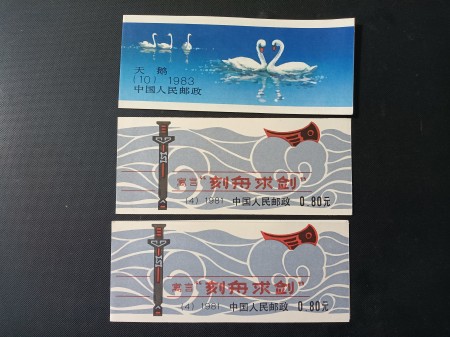 天鹅
(10) 1983
中国人民邮政
寓言“刻舟求剑”
(4) 1981 中国人民邮政 0.80元
寓言“刻舟求剑”
(4) 1981 中国人民邮政 0.80元